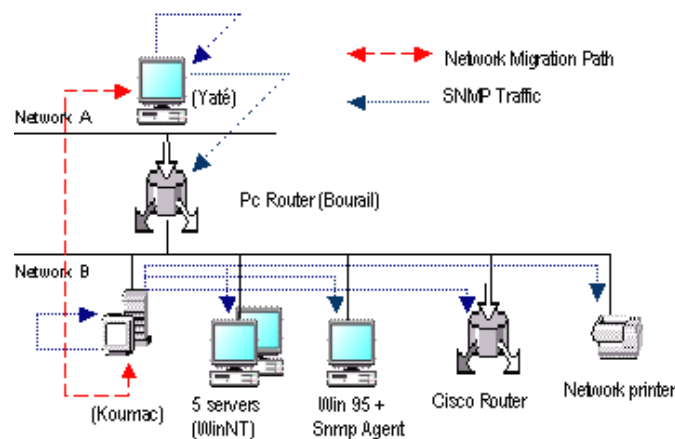 Network Migration Path
(Yaté)
SNMP Traffic
Network A
Pc Router (Bourail)
Network B
(Koumac)
5 servers
(WinNT)
Win 95 +
Snmp Agent
Cisco Router
Network printer